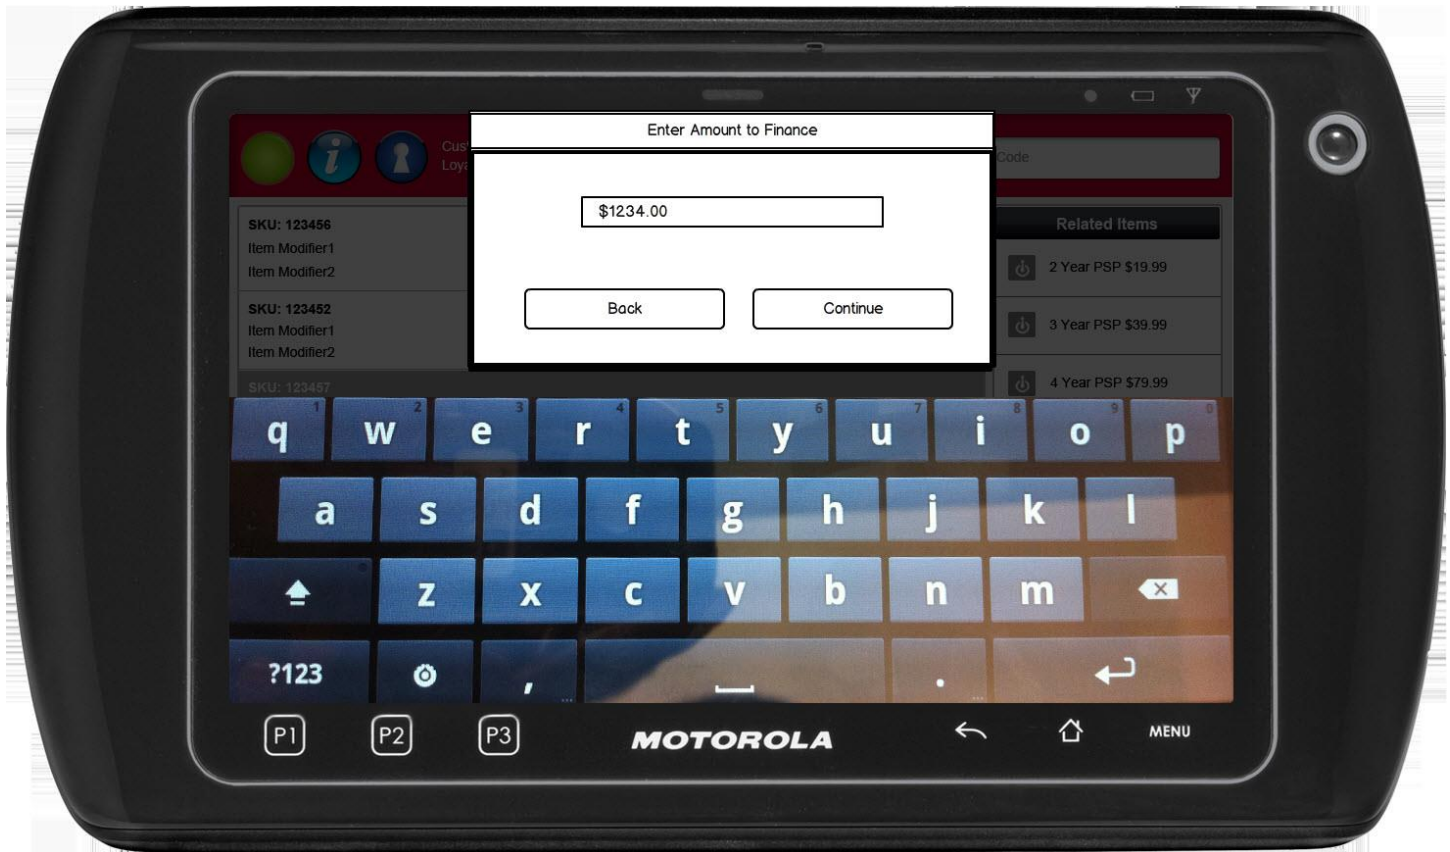 Enter Amount to Finance
Cus
Loya
Code
$1234.00
Back
Continue
SKU: 123456
Item Modifier1
Item Modifier2
SKU: 123452
Item Modifier1
Item Modifier2
SKU: 123457
Related Items
2 Year PSP $19.99
3 Year PSP $39.99
4 Year PSP $79.99
1 2 3 4 5 6 7 8 9 0
q w e r t y u i o p
a s d f g h j k l
z x c v b n m
?123 , .
P1 P2 P3 MOTOROLA MENU